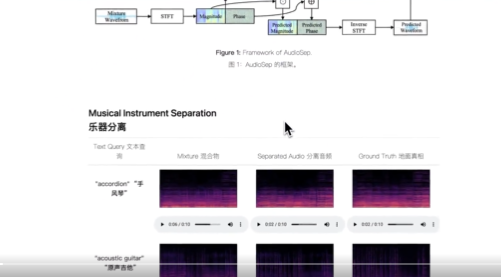 Mixture
Waveform
STFT
Magnitude
Phase
Predicted
Magnitude
Predicted
Phase
Inverse
STFT
Predicted
Waveform
Figure 1: Framework of AudioSep.
图 1：AudioSep 的框架。
Musical Instrument Separation
乐器分离
Text Query 文本查
询
Mixture 混合物
Separated Audio 分离音频
Ground Truth 地面真相
"accordion" “手
风琴”
0:06 / 0:10
0:02 / 0:10
0:02 / 0:10
"acoustic guitar"
“原声吉他”